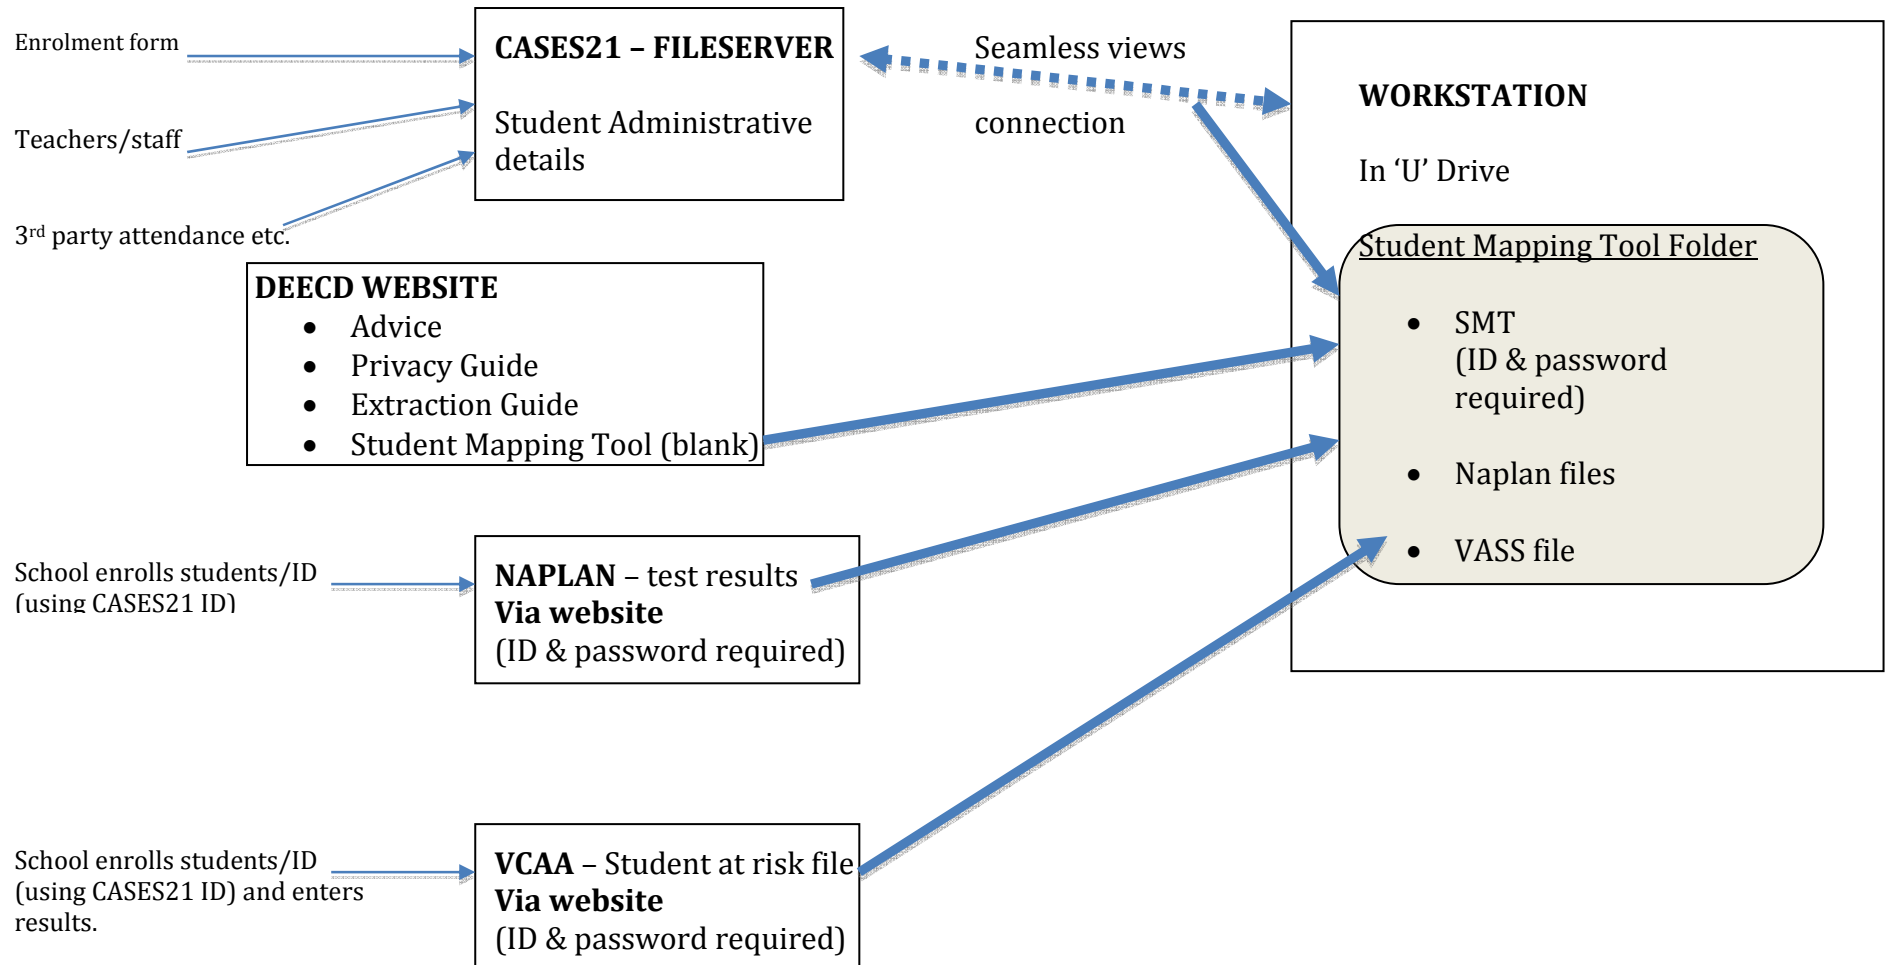 Enrolment form
Teachers/staff
3rd party attendance etc.
CASES21 – FILESERVER
Student Administrative
details
Seamless views
connection
WORKSTATION
In ‘U’ Drive
Student Mapping Tool Folder
• SMT
(ID & password
required)
• Naplan files
• VASS file
DEECD WEBSITE
• Advice
• Privacy Guide
• Extraction Guide
• Student Mapping Tool (blank)
School enrolls students/ID
(using CASES21 ID)
NAPLAN – test results
Via website
(ID & password required)
School enrolls students/ID
(using CASES21 ID) and enters
results.
VCAA – Student at risk file
Via website
(ID & password required)